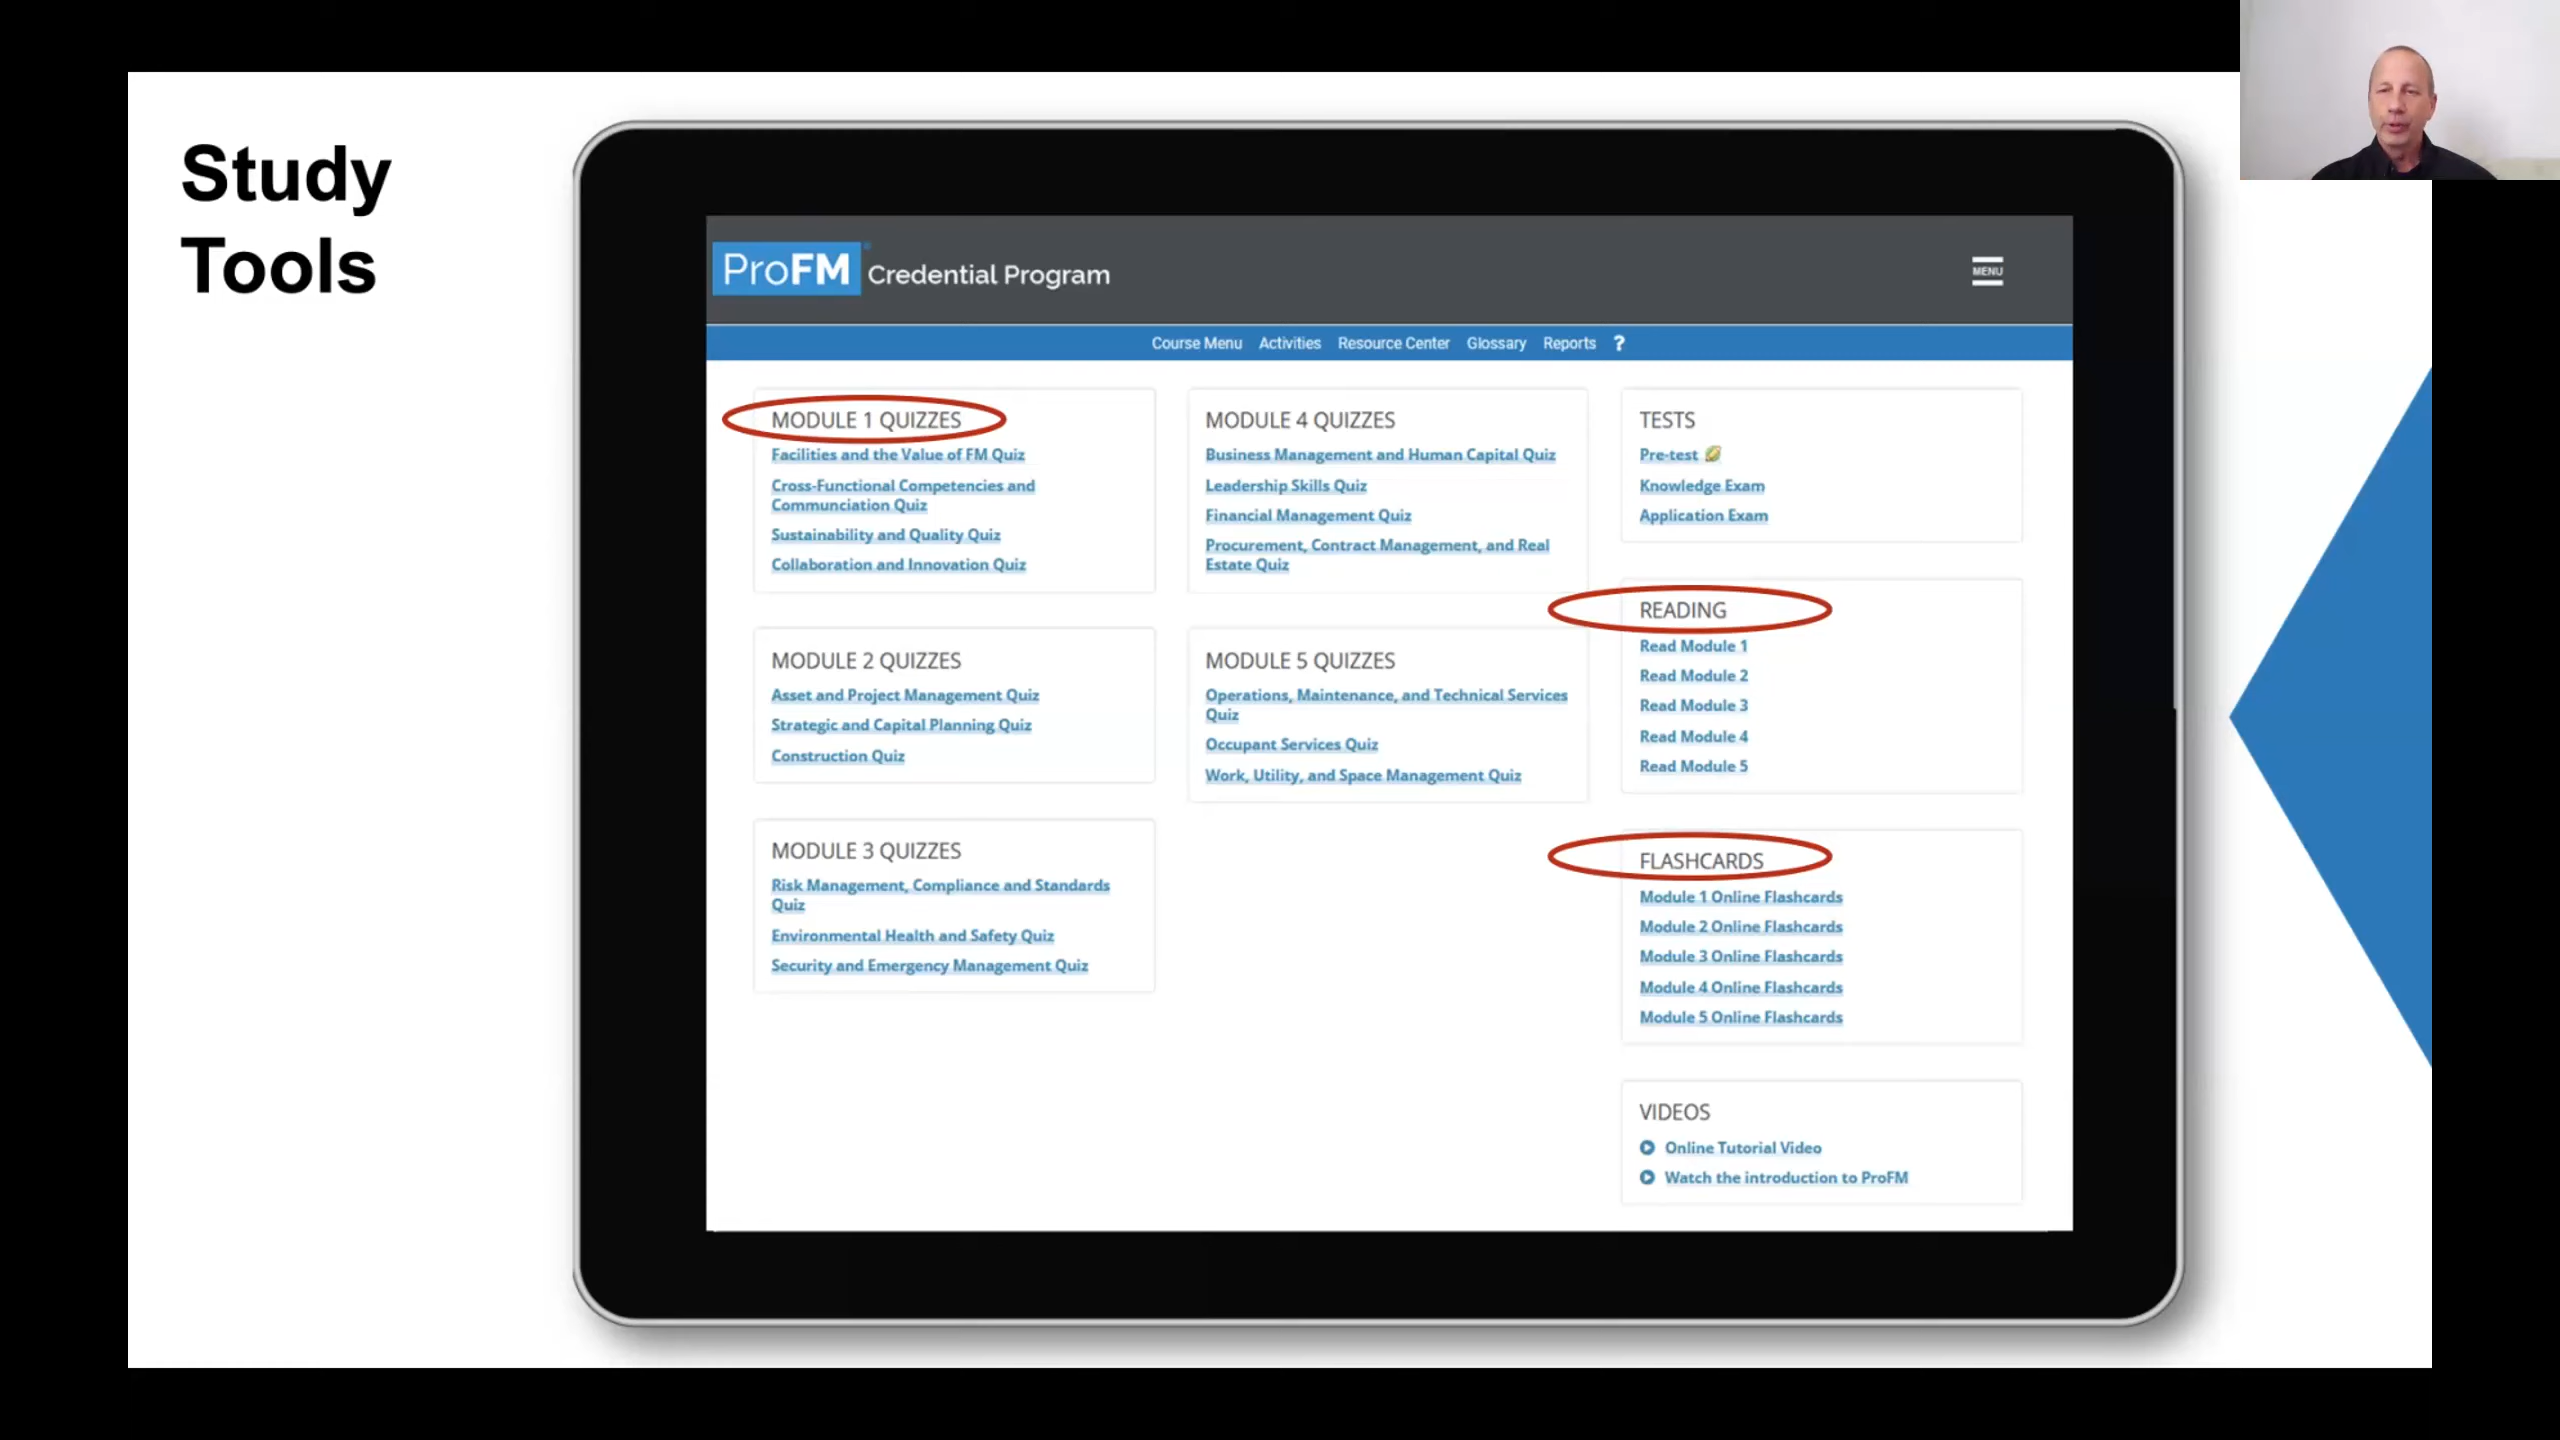 Study
Tools
ProFM Credential Program
MENU
Course Menu Activities Resource Center Glossary Reports ?
MODULE 1 QUIZZES
Facilities and the Value of FM Quiz
Cross-Functional Competencies and
Communciation Quiz
Sustainability and Quality Quiz
Collaboration and Innovation Quiz
MODULE 2 QUIZZES
Asset and Project Management Quiz
Strategic and Capital Planning Quiz
Construction Quiz
MODULE 3 QUIZZES
Risk Management, Compliance and Standards
Quiz
Environmental Health and Safety Quiz
Security and Emergency Management Quiz
MODULE 4 QUIZZES
Business Management and Human Capital Quiz
Leadership Skills Quiz
Financial Management Quiz
Procurement, Contract Management, and Real
Estate Quiz
MODULE 5 QUIZZES
Operations, Maintenance, and Technical Services
Quiz
Occupant Services Quiz
Work, Utility, and Space Management Quiz
TESTS
Pre-test
Knowledge Exam
Application Exam
READING
Read Module 1
Read Module 2
Read Module 3
Read Module 4
Read Module 5
FLASHCARDS
Module 1 Online Flashcards
Module 2 Online Flashcards
Module 3 Online Flashcards
Module 4 Online Flashcards
Module 5 Online Flashcards
VIDEOS
Online Tutorial Video
Watch the introduction to ProFM